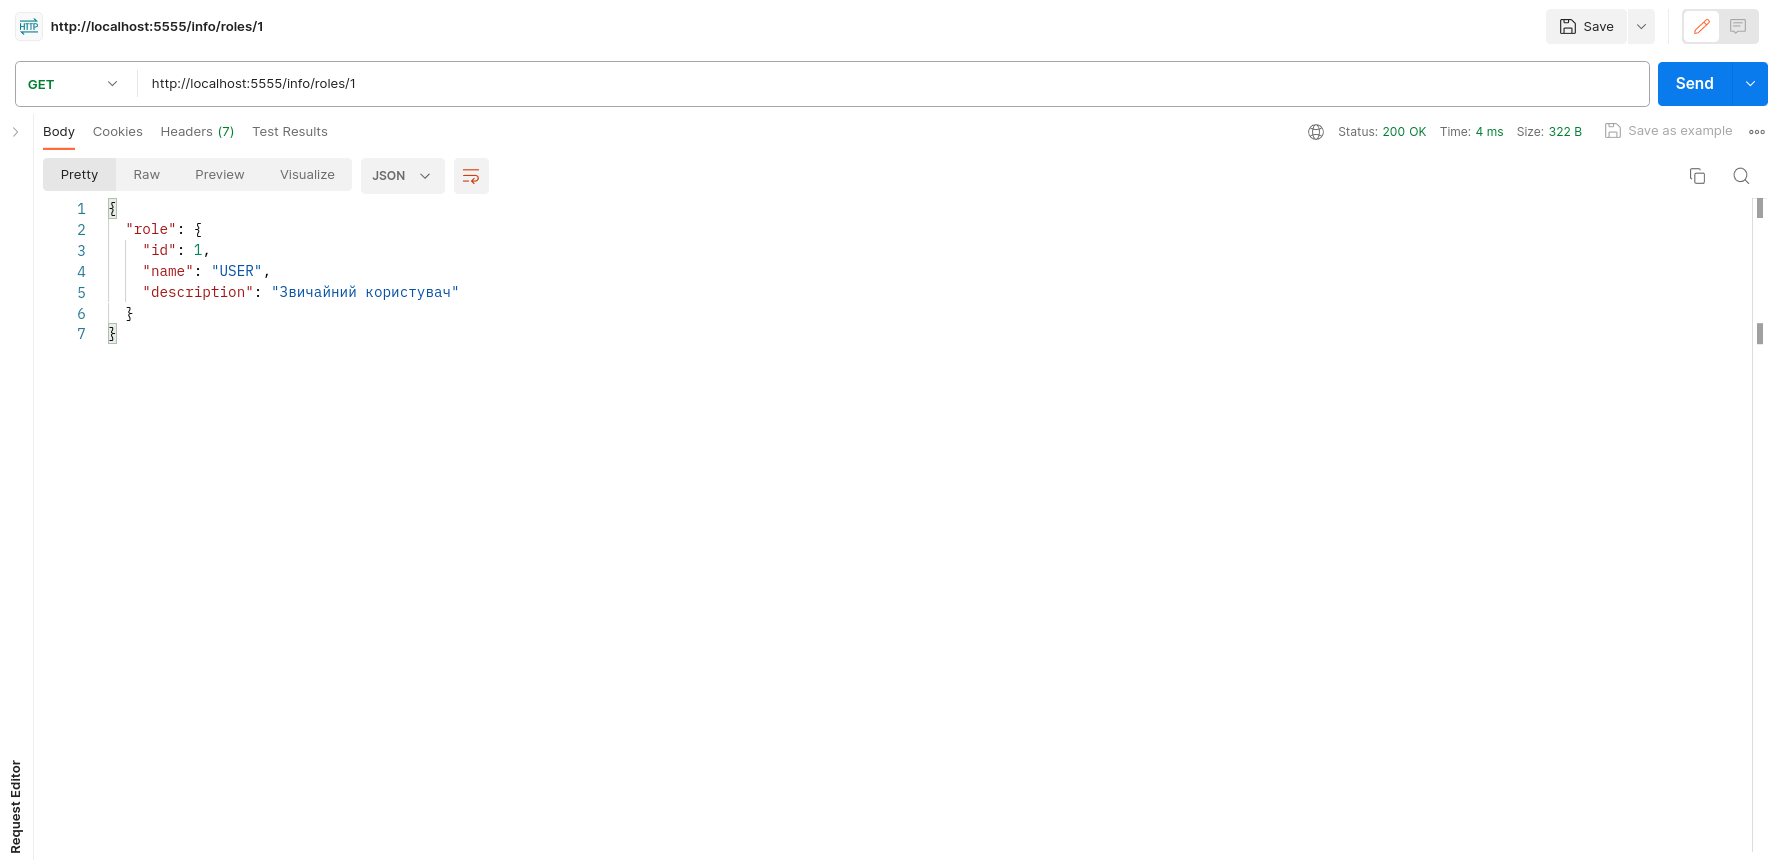 HTTP http://localhost:5555/info/roles/1 Save
GET http://localhost:5555/info/roles/1 Send
Body Cookies Headers (7) Test Results Status: 200 OK Time: 4 ms Size: 322 B Save as example
Pretty Raw Preview Visualize JSON
1 {
2 "role": {
3 "id": 1,
4 "name": "USER",
5 "description": "Звичайний користувач"
6 }
7 }
Request Editor